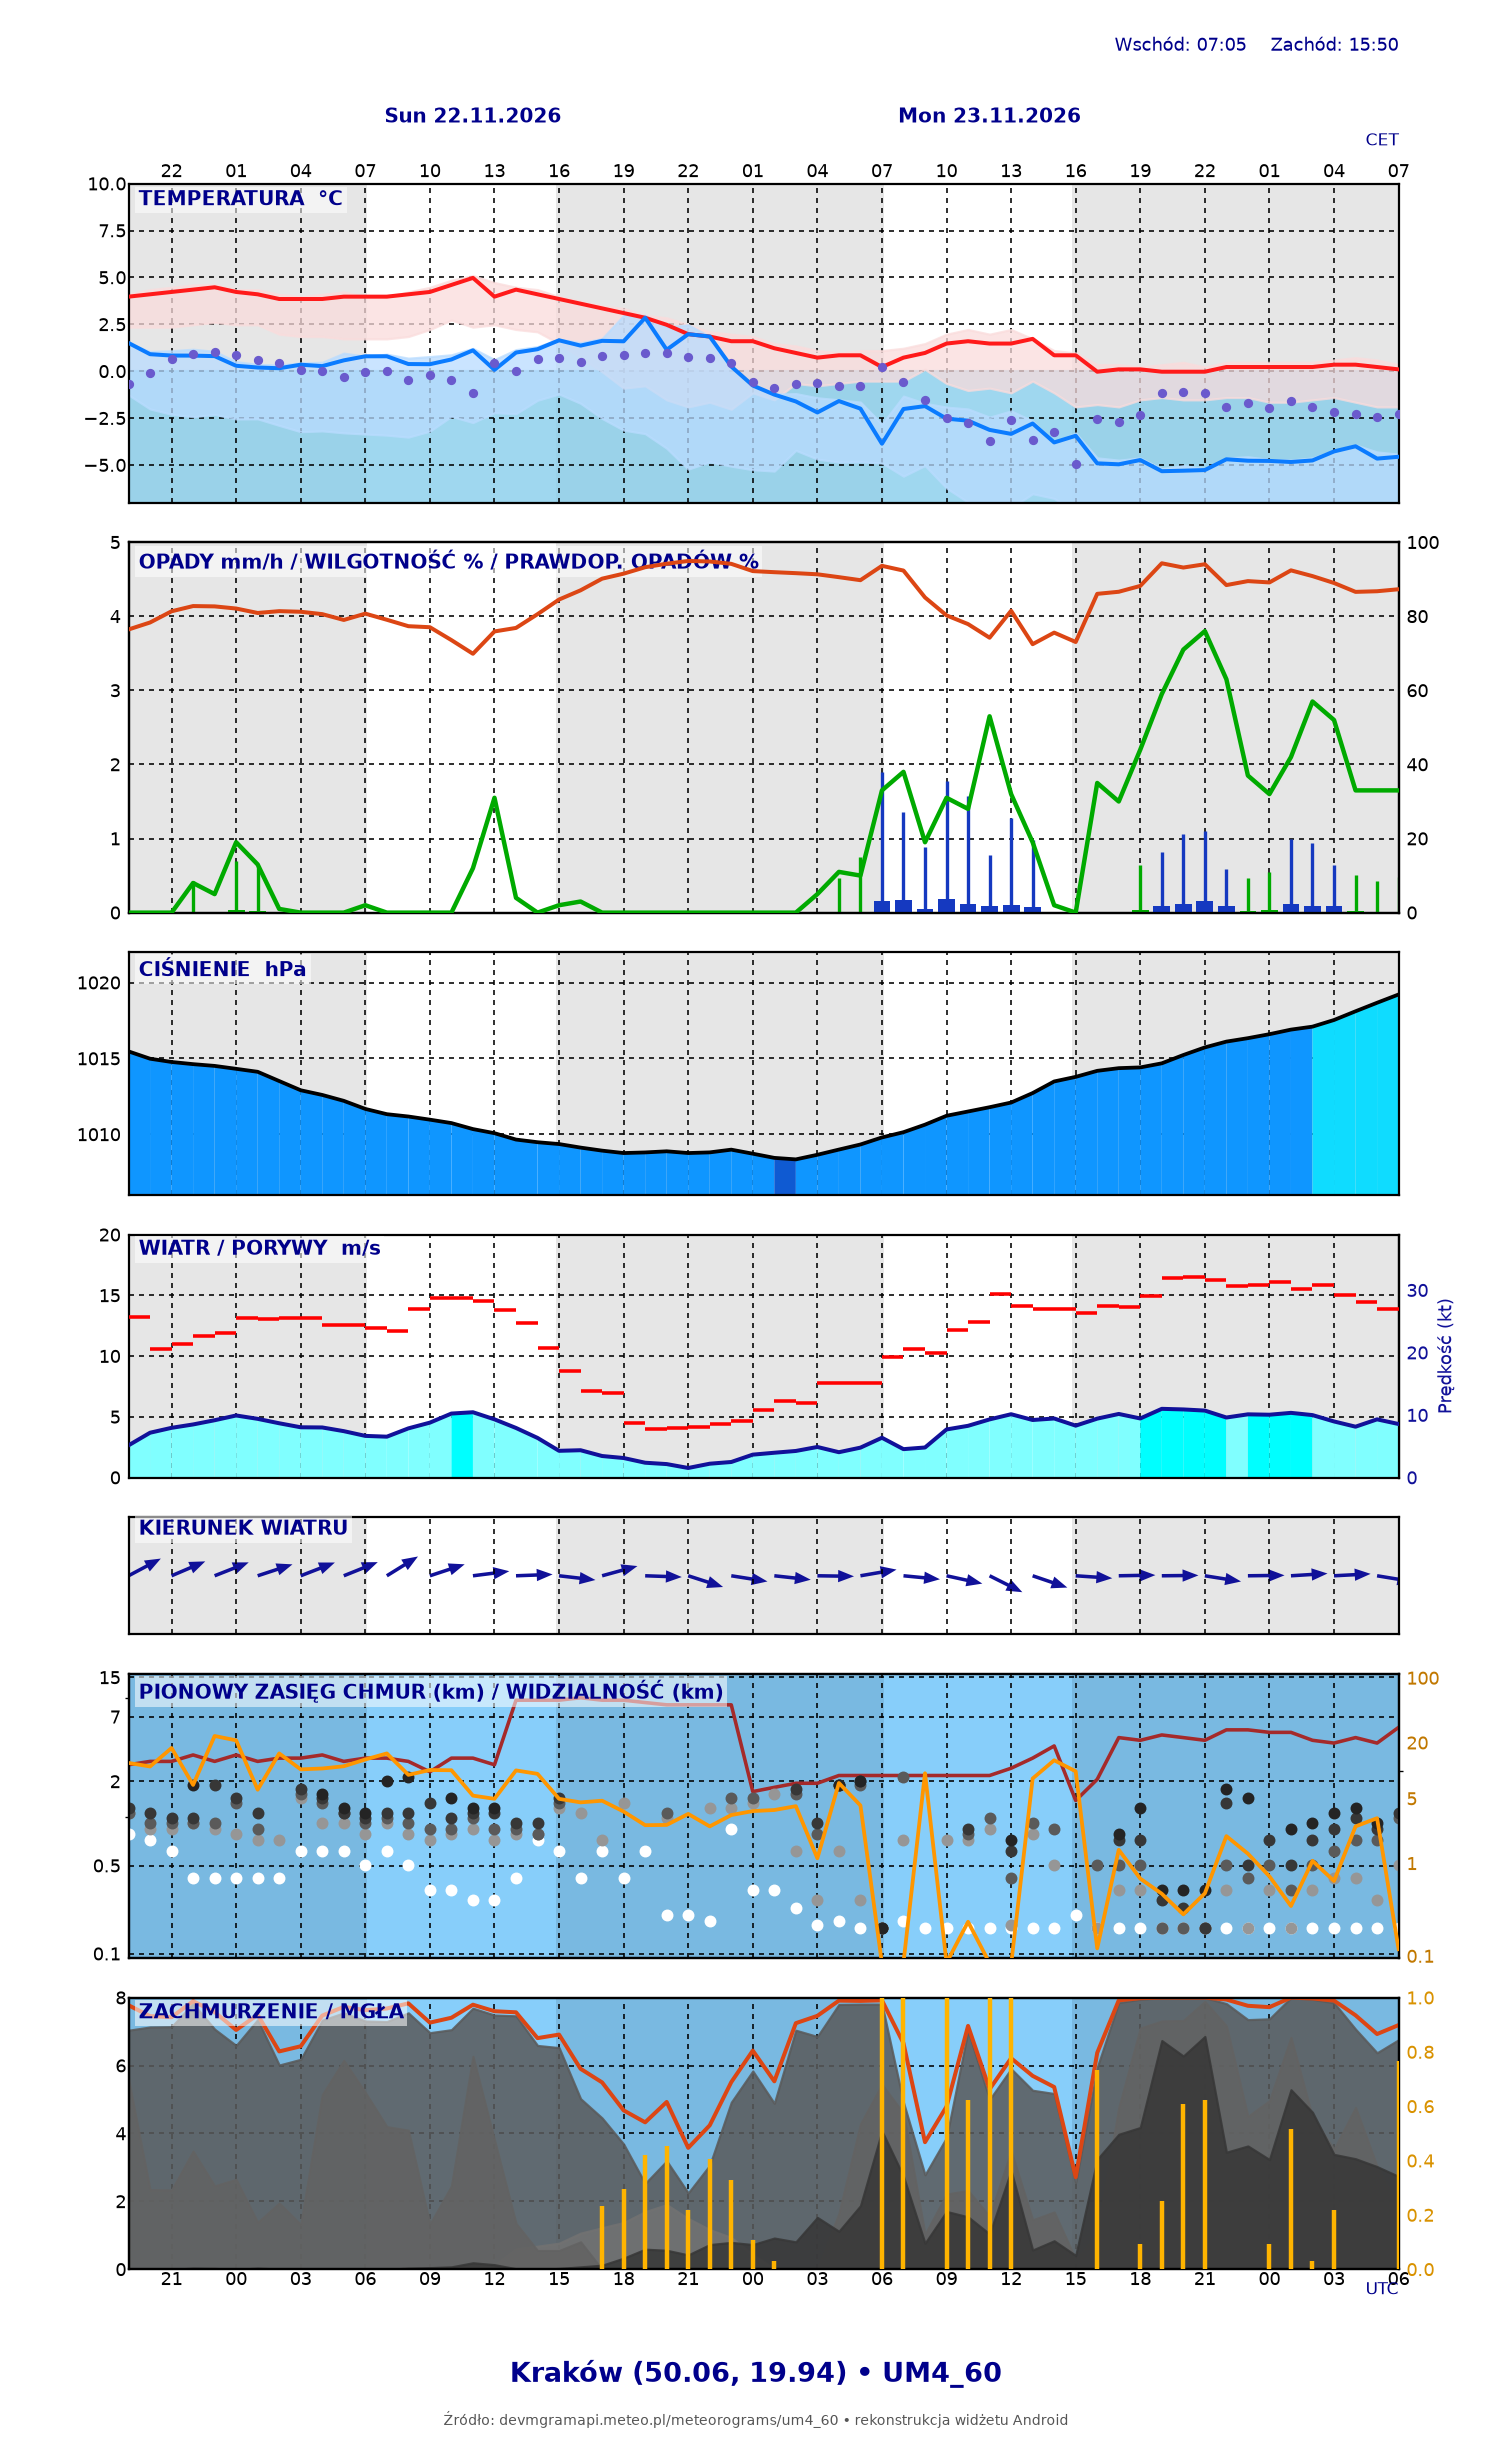 Wschód: 07:05 Zachód: 15:50
Sun 22.11.2026 Mon 23.11.2026
CET
22 01 04 07 10 13 16 19 22 01 04 07 10 13 16 19 22 01 04 07
TEMPERATURA °C
10.0
7.5
5.0
2.5
0.0
−2.5
−5.0
OPADY mm/h / WILGOTNOŚĆ % / PRAWDOP. OPADÓW %
5 100
4 80
3 60
2 40
1 20
0 0
CIŚNIENIE hPa
1020
1015
1010
WIATR / PORYWY m/s
20
15
10
5
0
30
20
10
0
Prędkość (kt)
KIERUNEK WIATRU
PIONOWY ZASIĘG CHMUR (km) / WIDZIALNOŚĆ (km)
15
7
2
0.5
0.1
100
20
5
1
0.1
ZACHMURZENIE / MGŁA
8
6
4
2
0
1.0
0.8
0.6
0.4
0.2
0.0
21 00 03 06 09 12 15 18 21 00 03 06 09 12 15 18 21 00 03 06
UTC
Kraków (50.06, 19.94) • UM4_60
Źródło: devmgramapi.meteo.pl/meteorograms/um4_60 • rekonstrukcja widżetu Android